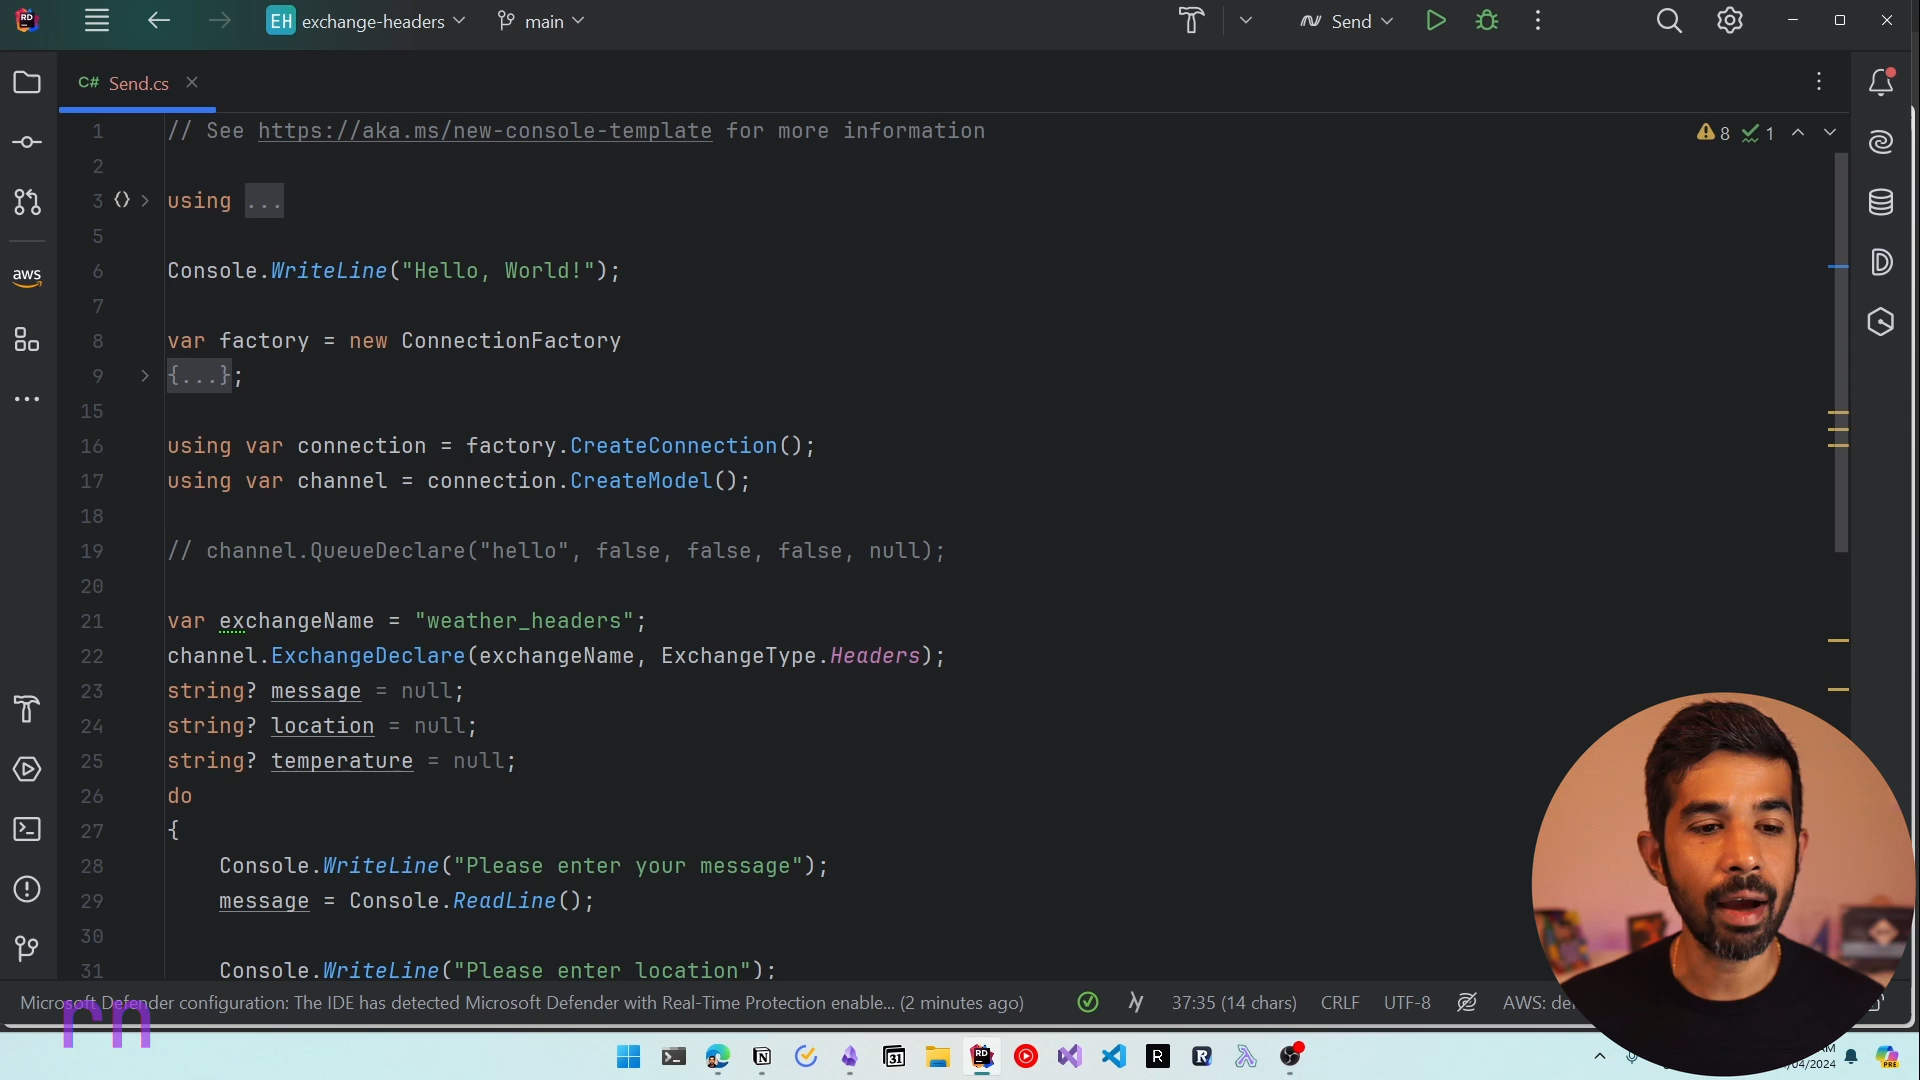 EH exchange-headers main Send
C# Send.cs
aws
8 1
1 // See https://aka.ms/new-console-template for more information
2
3 using ...
5
6 Console.WriteLine("Hello, World!");
7
8 var factory = new ConnectionFactory
9 {...};
15
16 using var connection = factory.CreateConnection();
17 using var channel = connection.CreateModel();
18
19 // channel.QueueDeclare("hello", false, false, false, null);
20
21 var exchangeName = "weather_headers";
22 channel.ExchangeDeclare(exchangeName, ExchangeType.Headers);
23 string? message = null;
24 string? location = null;
25 string? temperature = null;
26 do
27 {
28 Console.WriteLine("Please enter your message");
29 message = Console.ReadLine();
30
31 Console.WriteLine("Please enter location");
Microsoft Defender configuration: The IDE has detected Microsoft Defender with Real-Time Protection enable... (2 minutes ago) 37:35 (14 chars) CRLF UTF-8 AWS:
rn
/04/2024